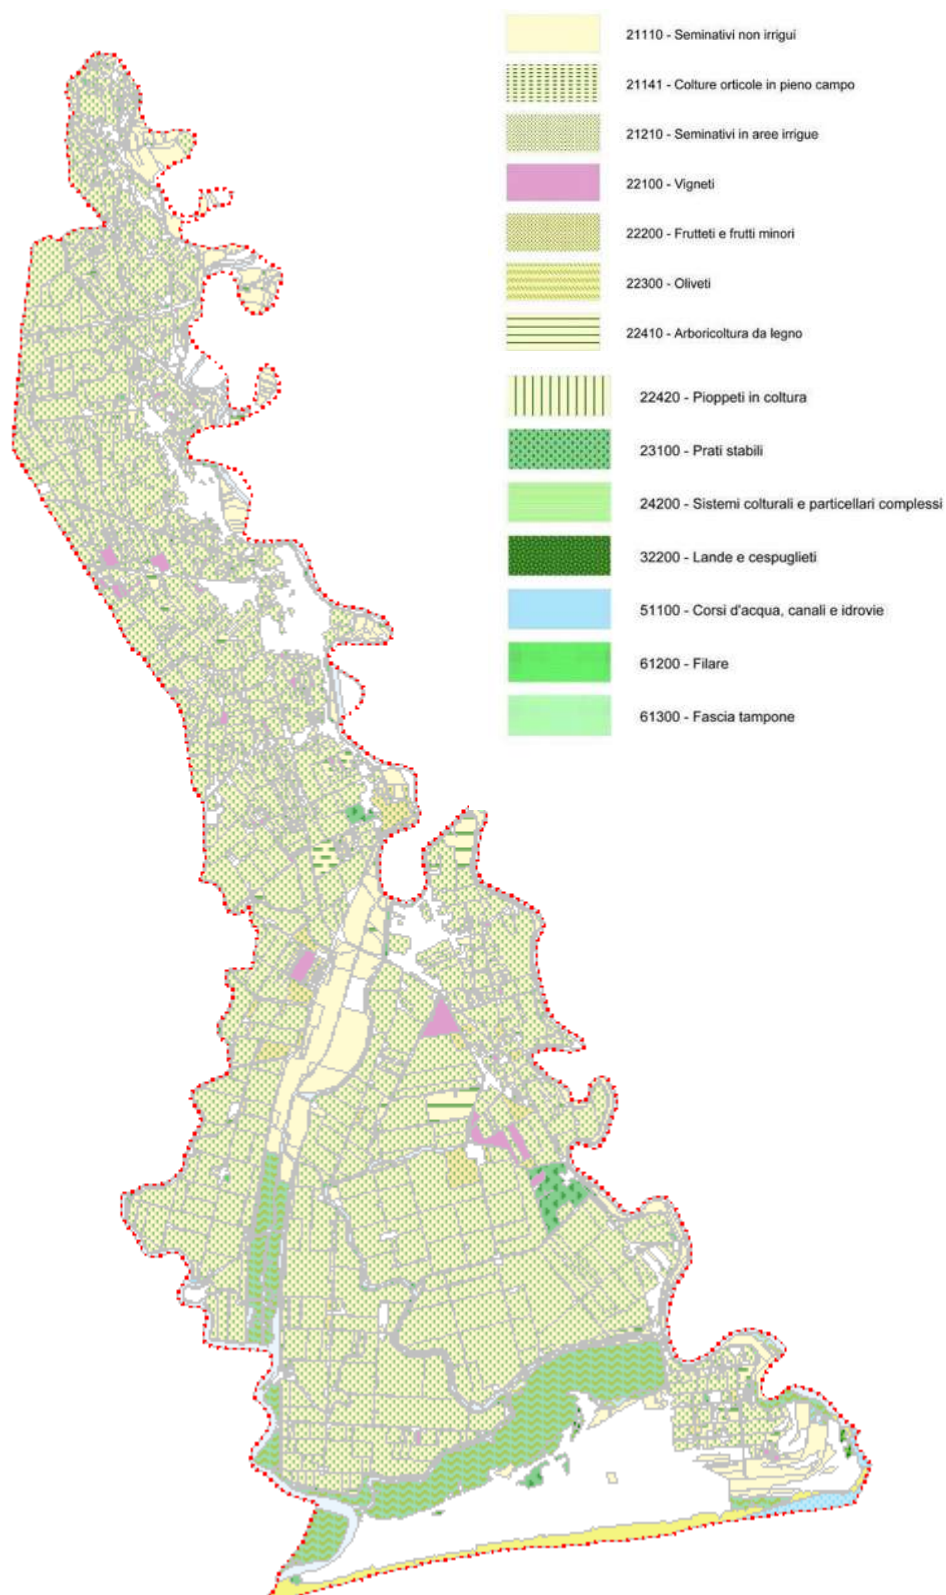 21110 - Seminativi non irrigui
21141 - Colture orticole in pieno campo
21210 - Seminativi in aree irrigue
22100 - Vigneti
22200 - Frutteti e frutti minori
22300 - Oliveti
22410 - Arboricoltura da legno
22420 - Pioppeti in coltura
23100 - Prati stabili
24200 - Sistemi colturali e particellari complessi
32200 - Lande e cespuglieti
51100 - Corsi d'acqua, canali e idrovie
61200 - Filare
61300 - Fascia tampone